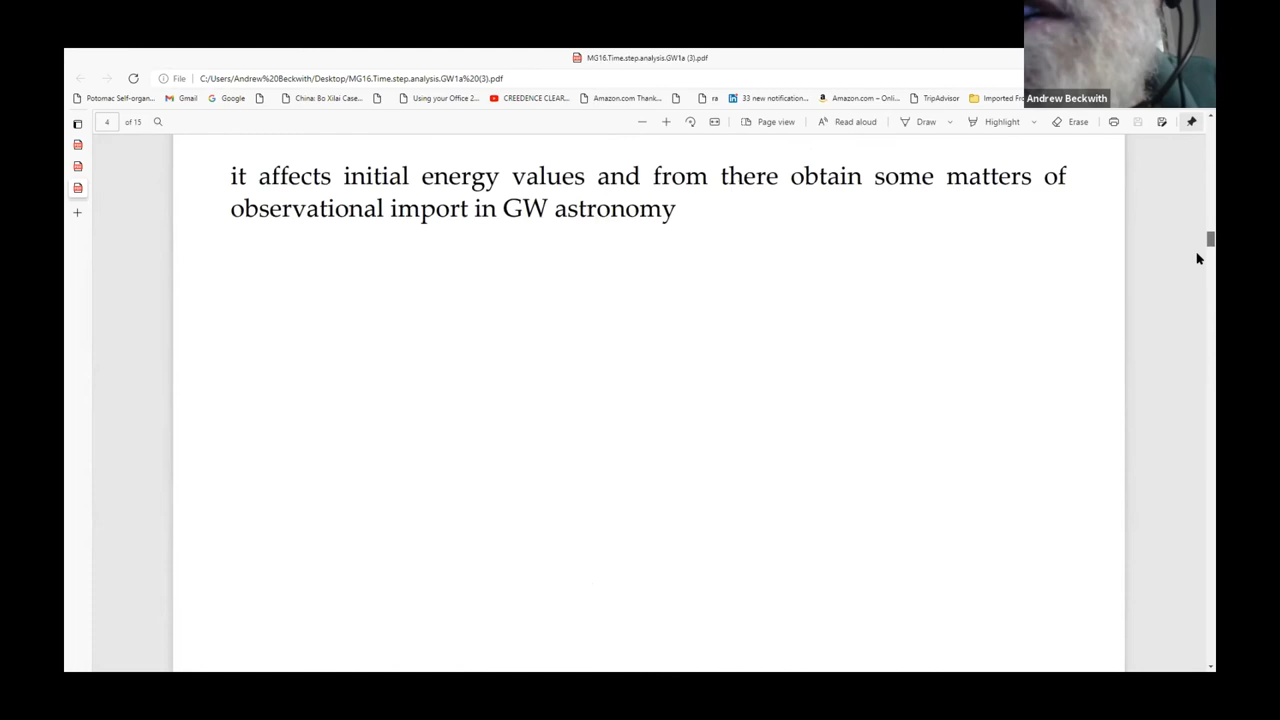 MG16.Time.step.analysis.GW1a (3).pdf
File C:/Users/Andrew%20Beckwith/Desktop/MG16.Time.step.analysis.GW1a%20(3).pdf
Potomac Self-organ... Gmail Google China: Bo Xilai Case... Using your Office 2... CREEDENCE CLEAR... Amazon.com Thank... ra 33 new notification... Amazon.com – Onli... TripAdvisor Imported Fr
Andrew Beckwith
4 of 15 Page view Read aloud Draw Highlight Erase
it affects initial energy values and from there obtain some matters of
observational import in GW astronomy